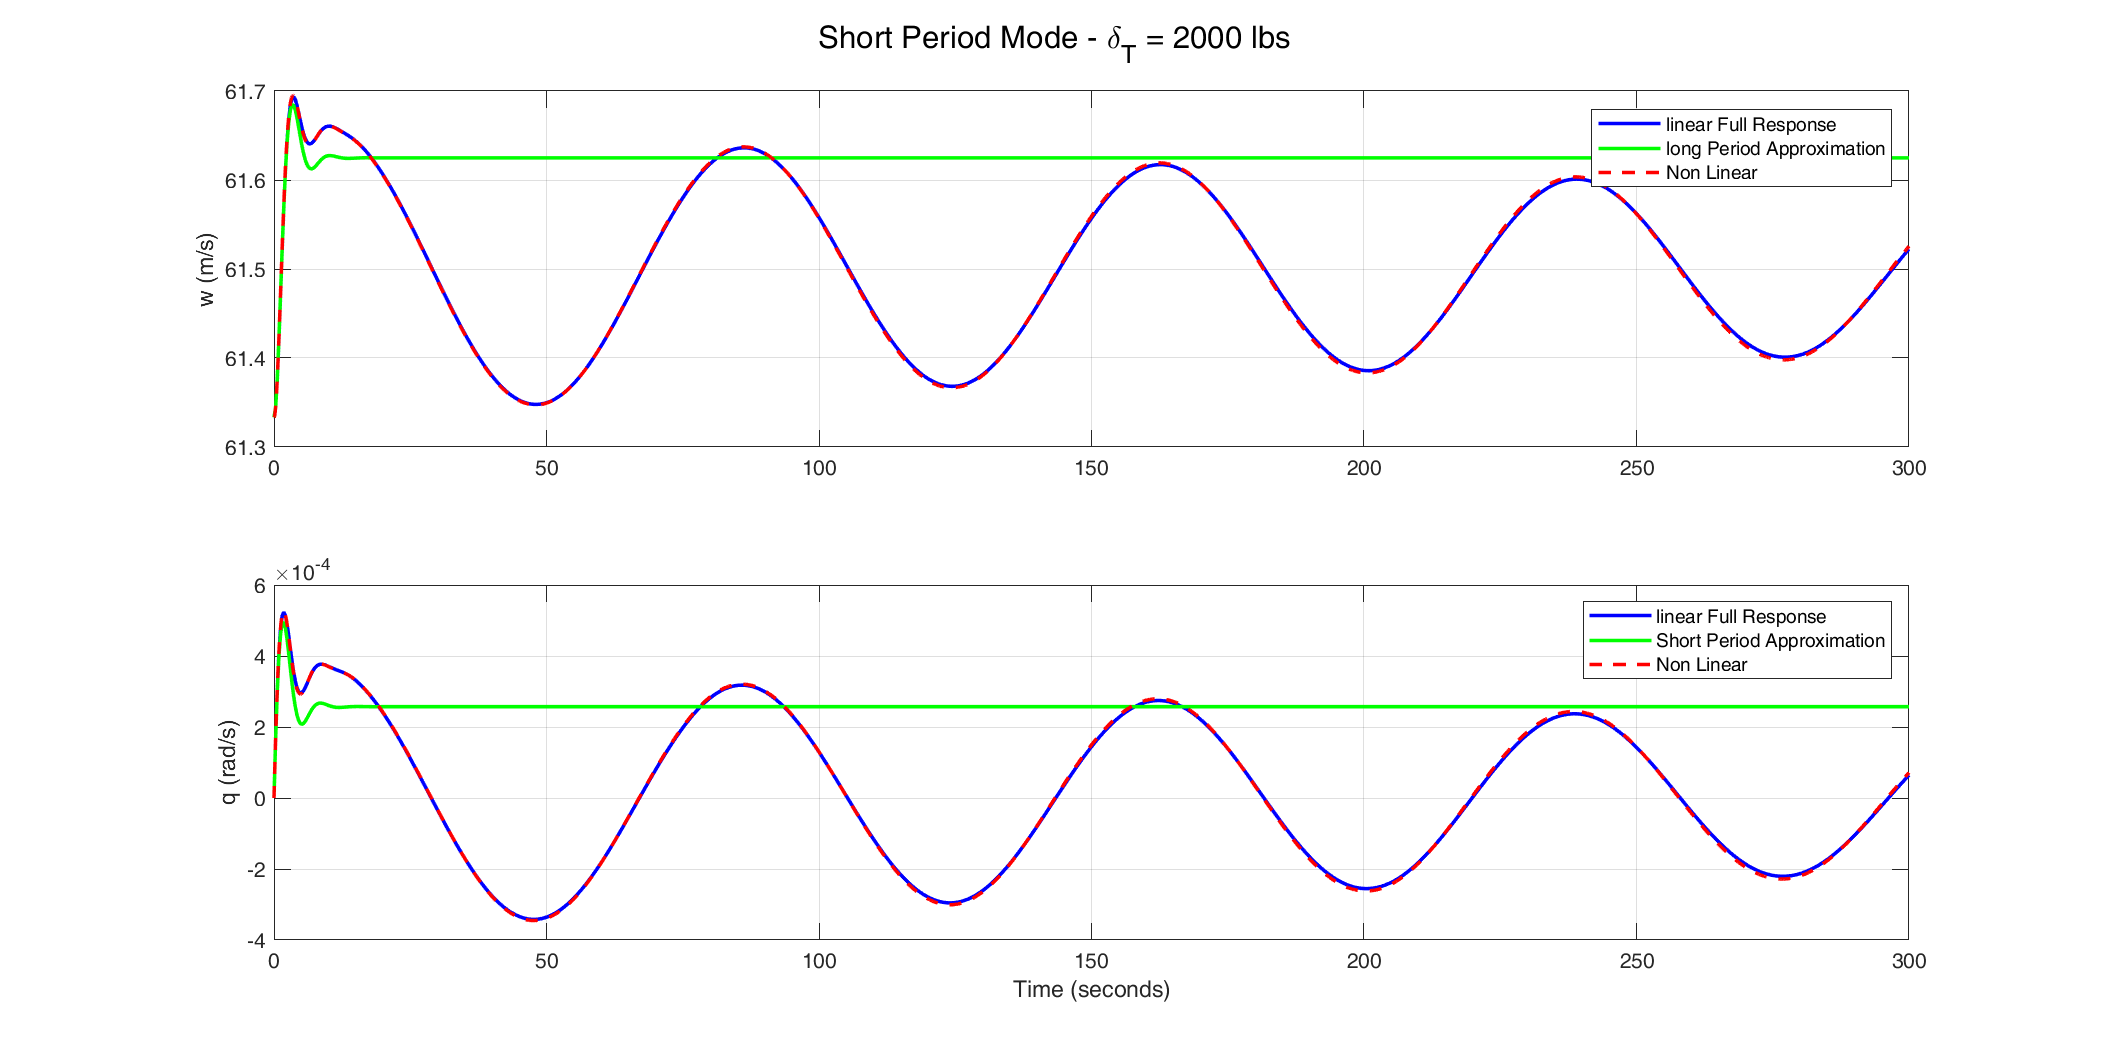 Short Period Mode - δT = 2000 lbs
61.7
61.6
61.5
61.4
61.3
w (m/s)
linear Full Response
long Period Approximation
Non Linear
0 50 100 150 200 250 300
×10-4
6
4
2
0
-2
-4
q (rad/s)
linear Full Response
Short Period Approximation
Non Linear
0 50 100 150 200 250 300
Time (seconds)